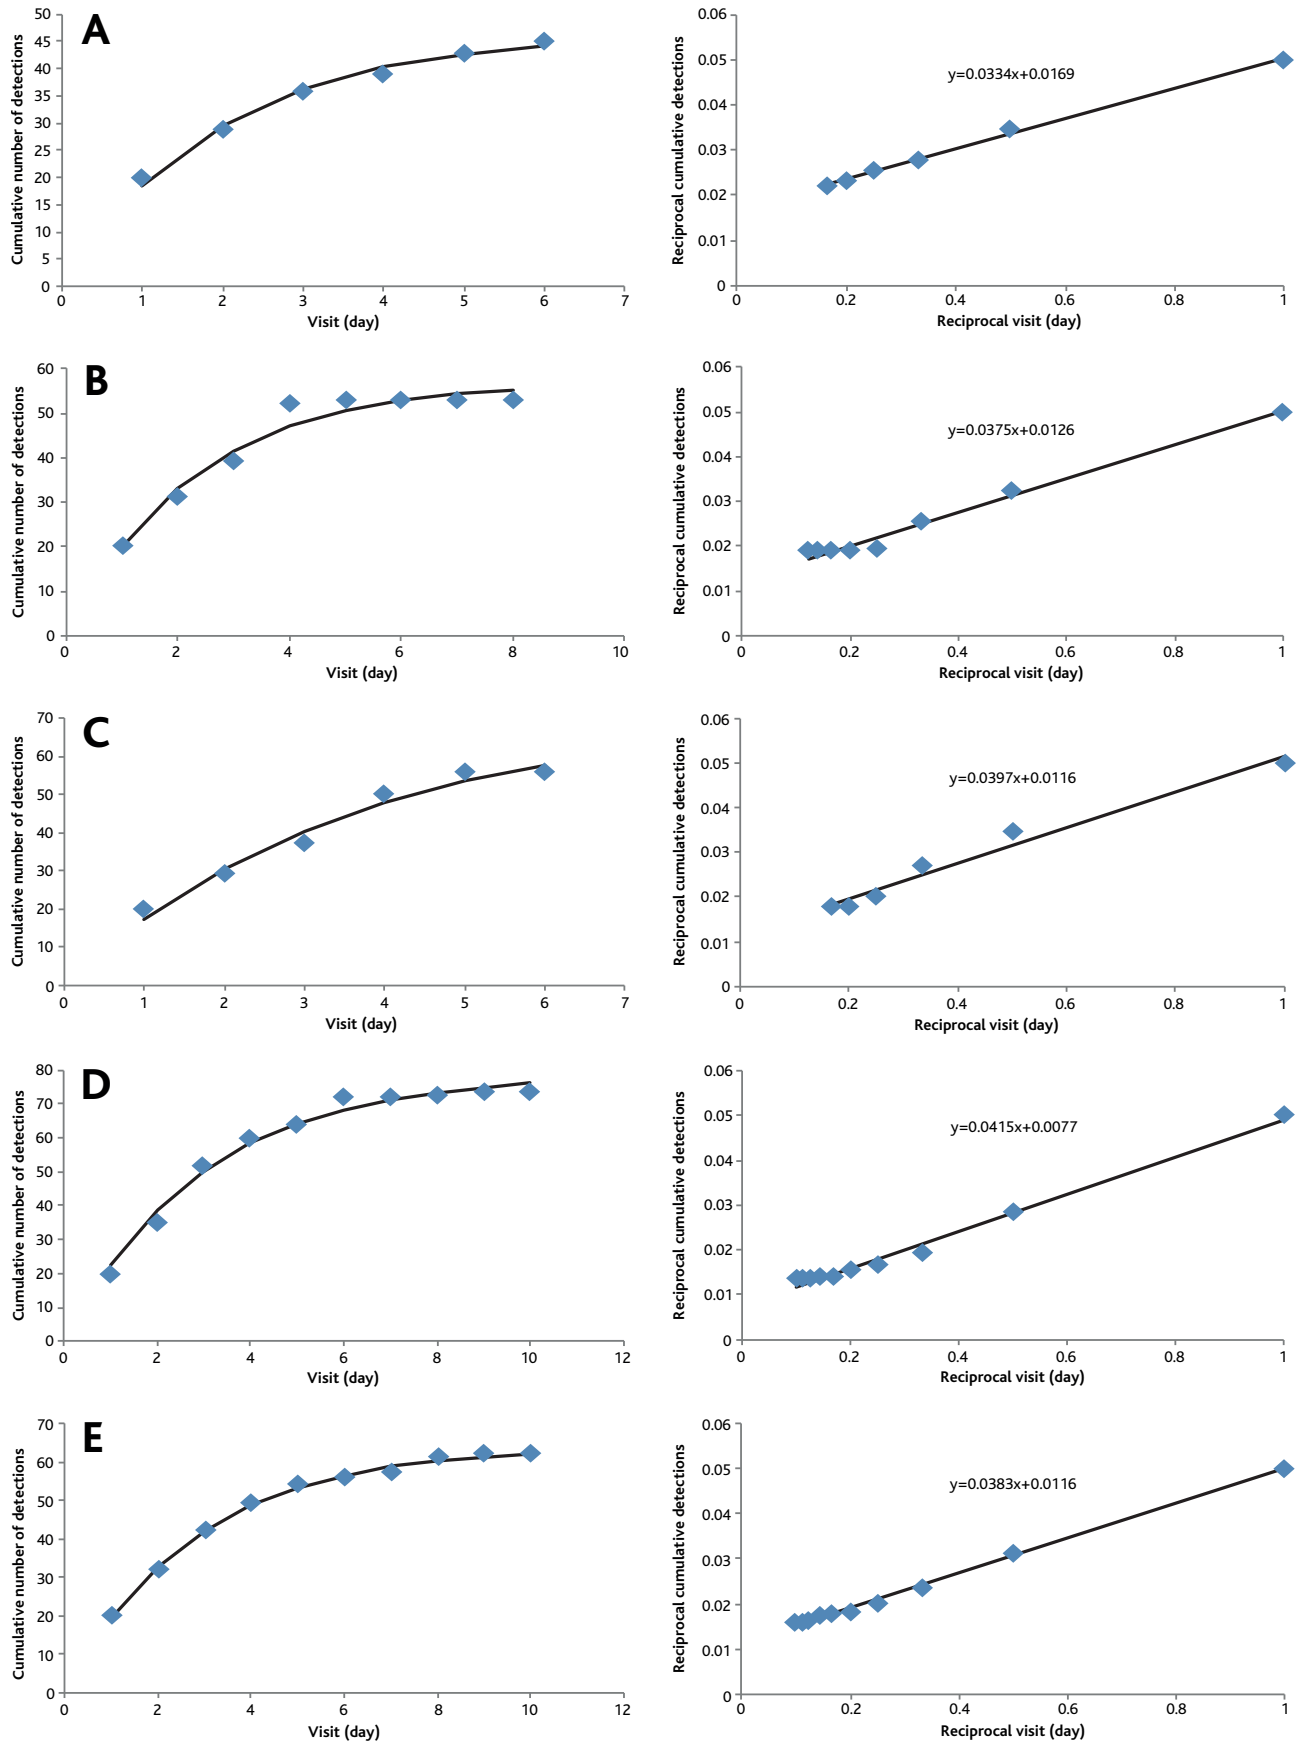 A
Cumulative number of detections
50
45
40
35
30
25
20
15
10
5
0
0 1 2 3 4 5 6 7
Visit (day)
Reciprocal cumulative detections
0.06
0.05
0.04
0.03
0.02
0.01
0
y=0.0334x+0.0169
0 0.2 0.4 0.6 0.8 1
Reciprocal visit (day)
B
Cumulative number of detections
60
50
40
30
20
10
0
0 2 4 6 8 10
Visit (day)
Reciprocal cumulative detections
0.06
0.05
0.04
0.03
0.02
0.01
0
y=0.0375x+0.0126
0 0.2 0.4 0.6 0.8 1
Reciprocal visit (day)
C
Cumulative number of detections
70
60
50
40
30
20
10
0
0 1 2 3 4 5 6 7
Visit (day)
Reciprocal cumulative detections
0.06
0.05
0.04
0.03
0.02
0.01
0
y=0.0397x+0.0116
0 0.2 0.4 0.6 0.8 1
Reciprocal visit (day)
D
Cumulative number of detections
80
70
60
50
40
30
20
10
0
0 2 4 6 8 10 12
Visit (day)
Reciprocal cumulative detections
0.06
0.05
0.04
0.03
0.02
0.01
0
y=0.0415x+0.0077
0 0.2 0.4 0.6 0.8 1
Reciprocal visit (day)
E
Cumulative number of detections
70
60
50
40
30
20
10
0
0 2 4 6 8 10 12
Visit (day)
Reciprocal cumulative detections
0.06
0.05
0.04
0.03
0.02
0.01
0
y=0.0383x+0.0116
0 0.2 0.4 0.6 0.8 1
Reciprocal visit (day)